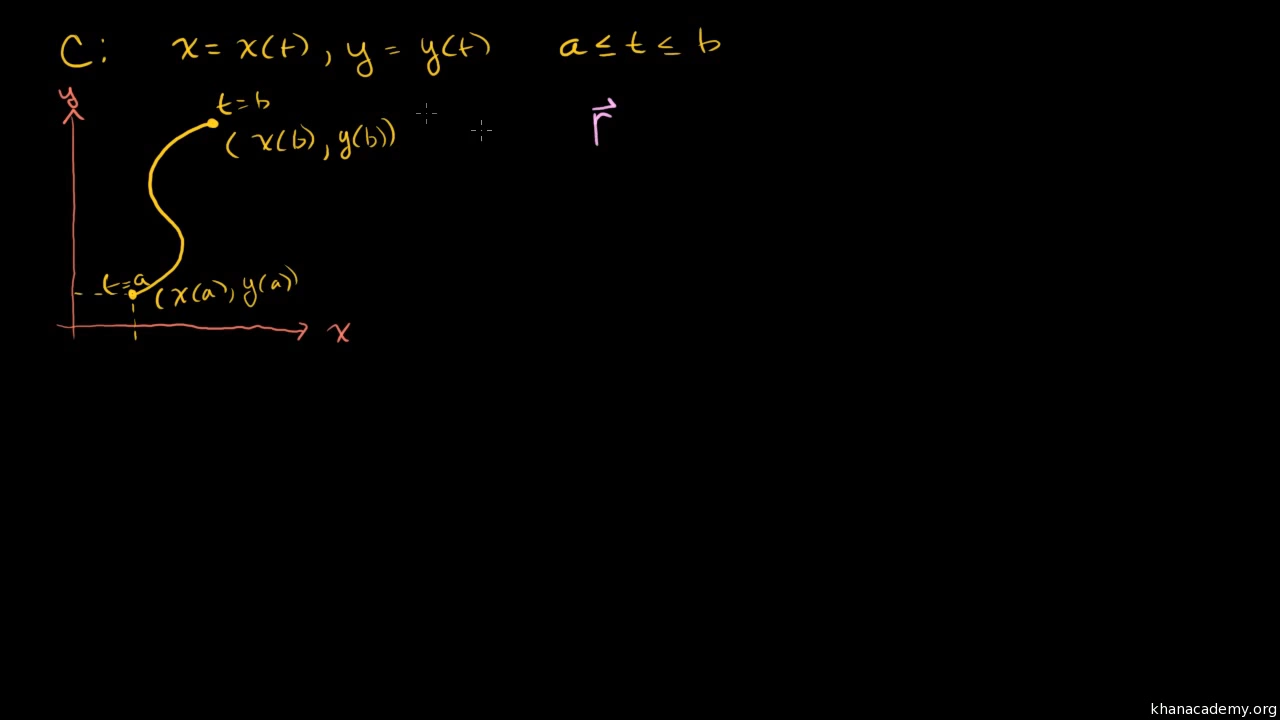 C: x = x(t), y = y(t) a ≤ t ≤ b
y
t = b
r⃗
(x(b), y(b))
t = a
(x(a), y(a))
x
khanacademy.org